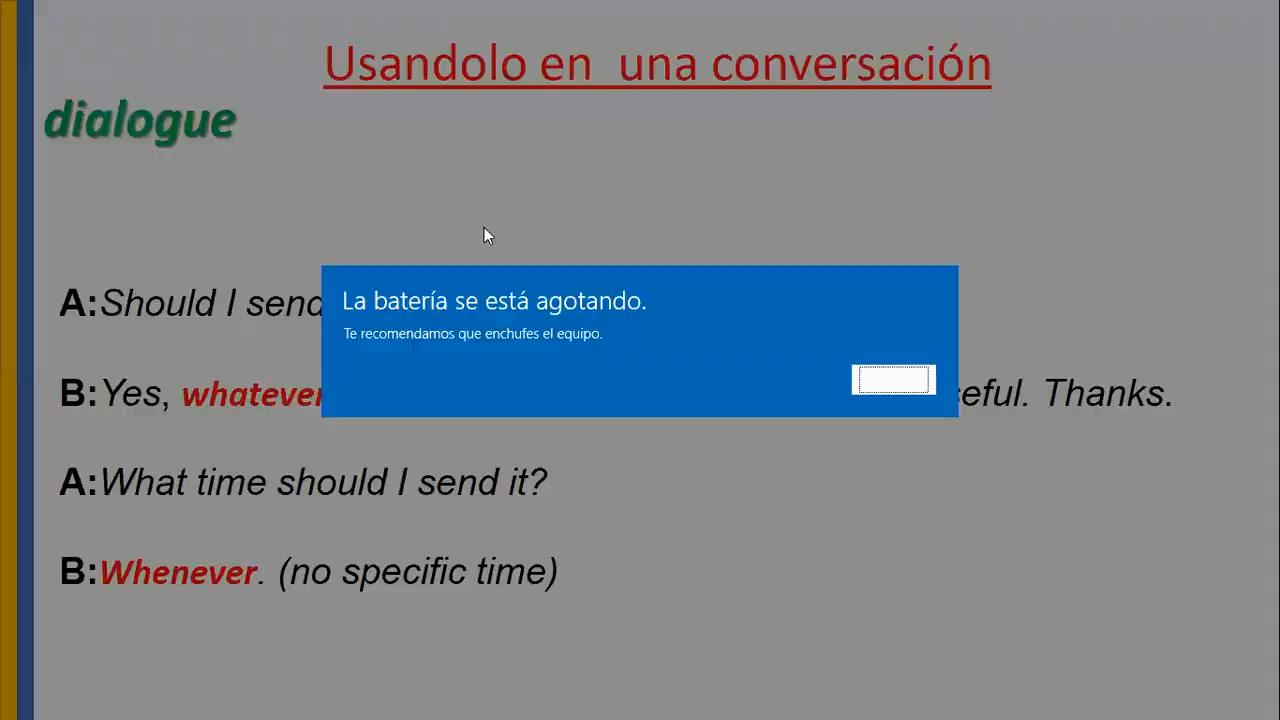 Usandolo en una conversación
dialogue
A:Should I send
La batería se está agotando.
Te recomendamos que enchufes el equipo.
B:Yes, whatever
Thanks.
A:What time should I send it?
B:Whenever. (no specific time)